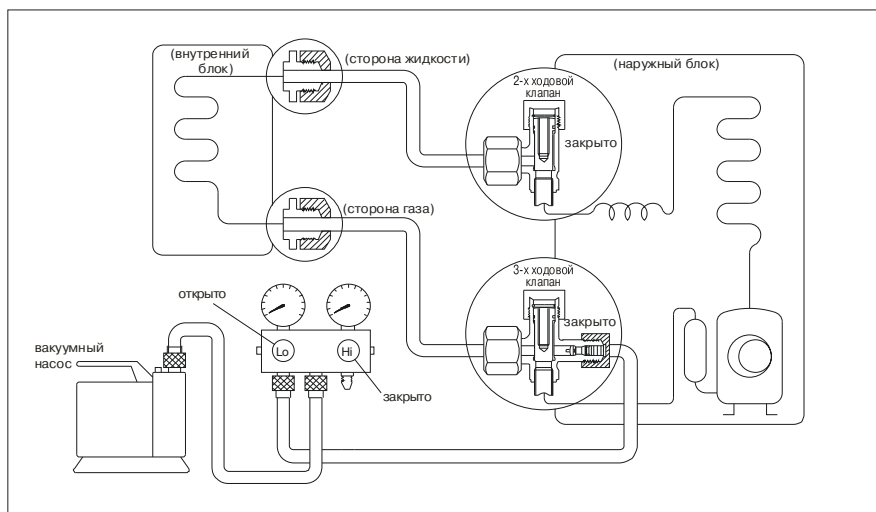 (внутренний
блок)
(сторона жидкости)
2-х ходовой
клапан
закрыто
(наружный блок)
(сторона газа)
3-х ходовой
клапан
закрыто
открыто
Lo
Hi
закрыто
вакуумный
насос